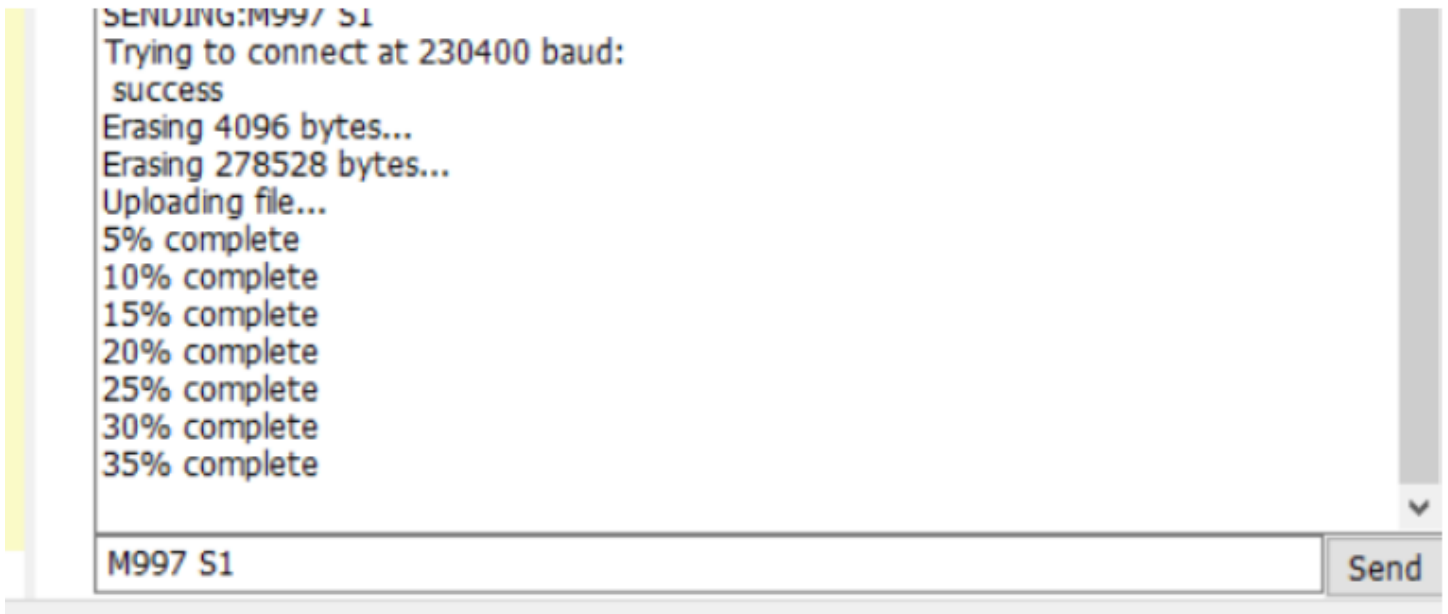 SENDING:M997 S1
Trying to connect at 230400 baud:
success
Erasing 4096 bytes...
Erasing 278528 bytes...
Uploading file...
5% complete
10% complete
15% complete
20% complete
25% complete
30% complete
35% complete
M997 S1
Send